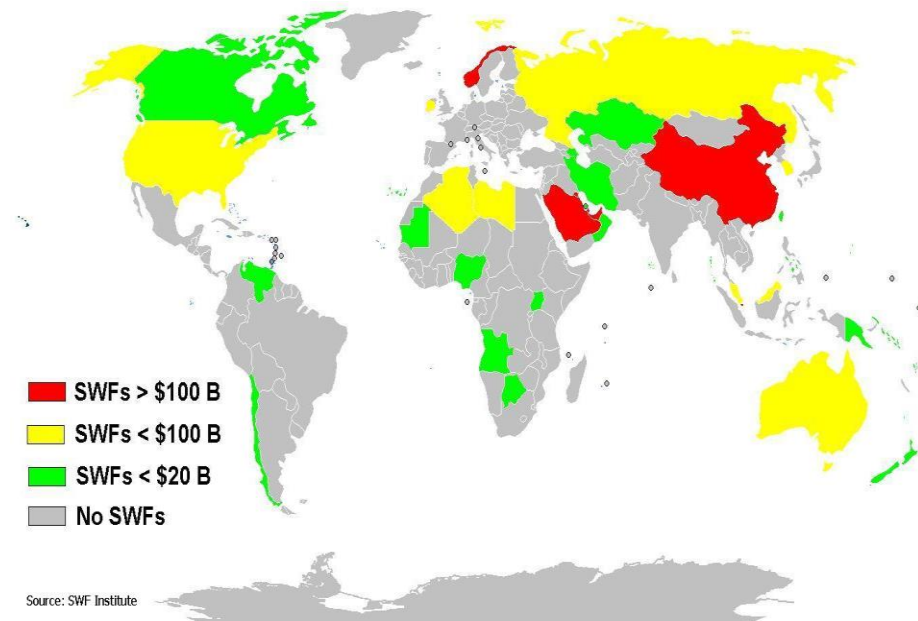 SWFs > $100 B
SWFs < $100 B
SWFs < $20 B
No SWFs
Source: SWF Institute